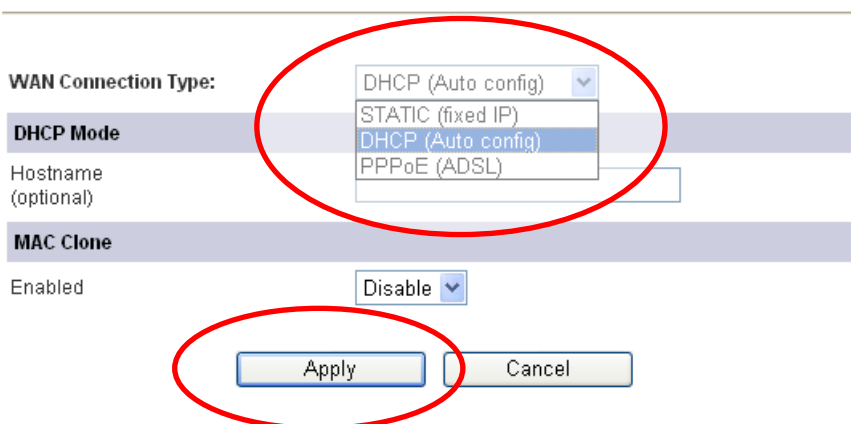 WAN Connection Type:
DHCP (Auto config)
STATIC (fixed IP)
DHCP Mode
DHCP (Auto config)
PPPoE (ADSL)
Hostname
(optional)
MAC Clone
Enabled
Disable
Apply
Cancel